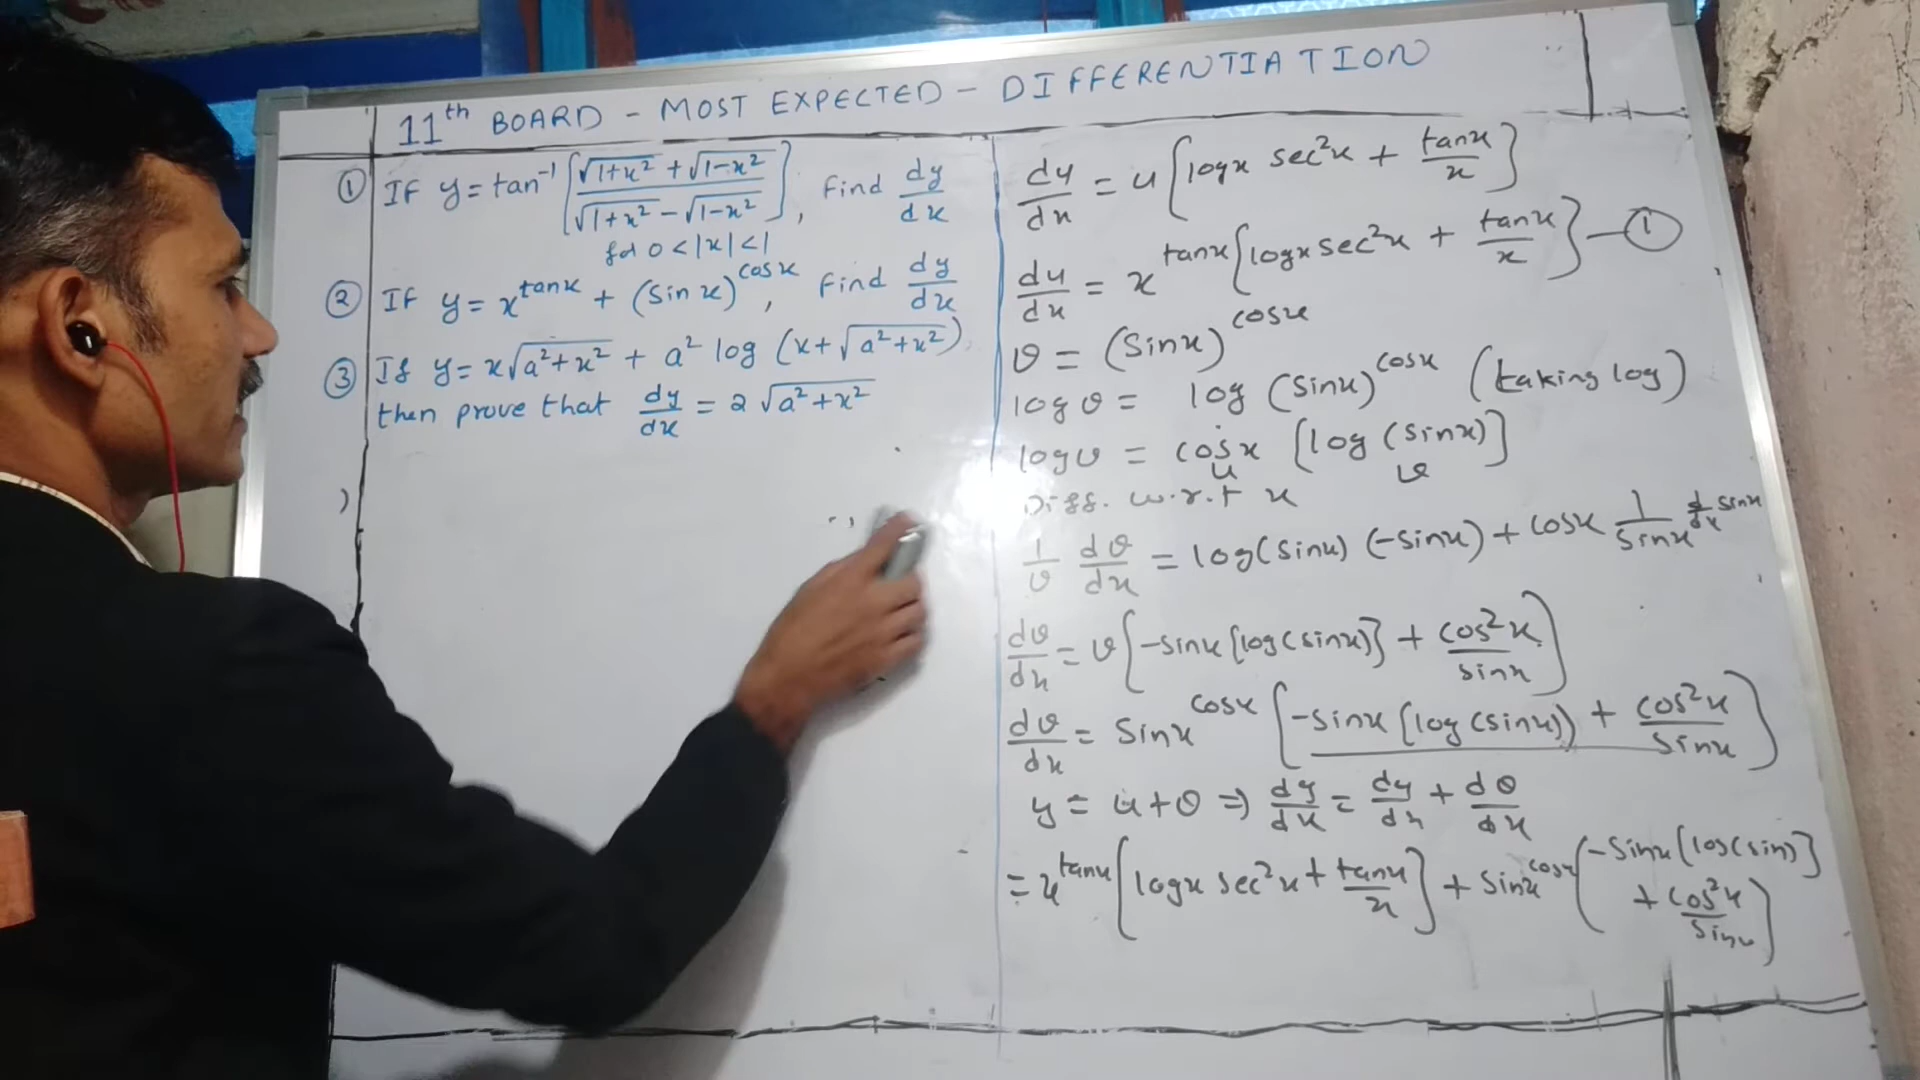 11th BOARD - MOST EXPECTED - DIFFERENTIATION
① If y = tan⁻¹ [(√1+x² + √1-x²)/(√1+x² - √1-x²)], Find dy/dx
for 0<|x|<1
② If y = x^tanx + (Sin x)^cosx, Find dy/dx
③ If y = x√a²+x² + a² log (x+√a²+x²)
then prove that dy/dx = 2√a²+x²
du/dx = u[logx sec²x + tanx/x]
du/dx = x^tanx [logx sec²x + tanx/x] - ①
v = (Sinx)^cosx
log v = log (Sinx)^cosx (taking log)
log v = cosx [log (Sinx)]
u v
Diff. w.r.t x
1/v dv/dx = log(sinx) (-sinx) + cosx 1/sinx d/dx sinx
dv/dx = v[-sinx [log(sinx)] + cos²x/sinx]
dv/dx = Sinx^cosx [-sinx [log(sinx)] + cos²x/sinx]
y = u+v ⇒ dy/dx = dy/dx + dv/dx
= x^tanx [logx sec²x + tanx/x] + Sinx^cosx [-Sinx [log(sin)]
+ cos²x/sinx]